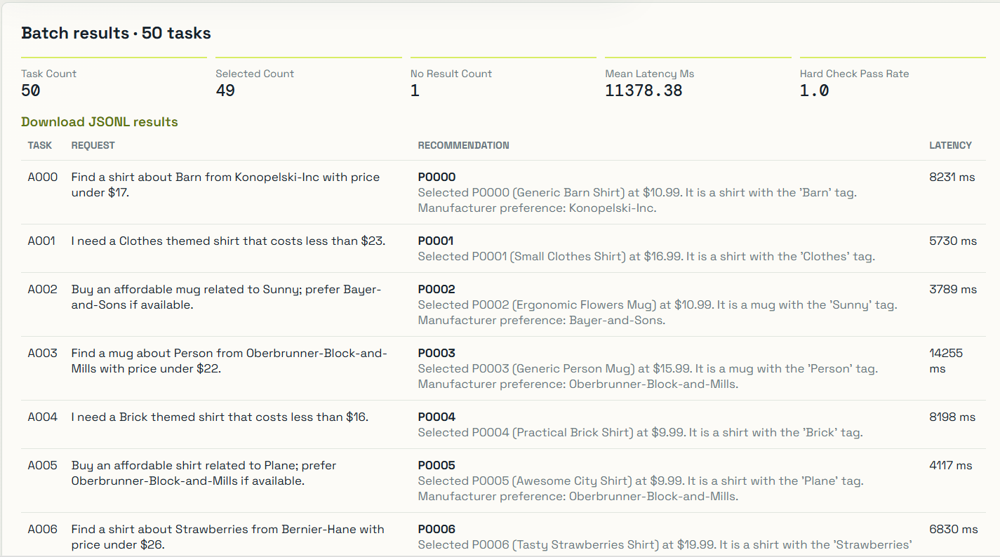 Batch results · 50 tasks
Task Count
50
Selected Count
49
No Result Count
1
Mean Latency Ms
11378.38
Hard Check Pass Rate
1.0
Download JSONL results
TASK REQUEST RECOMMENDATION LATENCY
A000 Find a shirt about Barn from Konopelski-Inc with price
under $17.
P0000
Selected P0000 (Generic Barn Shirt) at $10.99. It is a shirt with the 'Barn' tag.
Manufacturer preference: Konopelski-Inc.
8231 ms
A001 I need a Clothes themed shirt that costs less than $23.
P0001
Selected P0001 (Small Clothes Shirt) at $16.99. It is a shirt with the 'Clothes' tag.
5730 ms
A002 Buy an affordable mug related to Sunny; prefer Bayer-
and-Sons if available.
P0002
Selected P0002 (Ergonomic Flowers Mug) at $10.99. It is a mug with the 'Sunny' tag.
Manufacturer preference: Bayer-and-Sons.
3789 ms
A003 Find a mug about Person from Oberbrunner-Block-and-
Mills with price under $22.
P0003
Selected P0003 (Generic Person Mug) at $15.99. It is a mug with the 'Person' tag.
Manufacturer preference: Oberbrunner-Block-and-Mills.
14255
ms
A004 I need a Brick themed shirt that costs less than $16.
P0004
Selected P0004 (Practical Brick Shirt) at $9.99. It is a shirt with the 'Brick' tag.
8198 ms
A005 Buy an affordable shirt related to Plane; prefer
Oberbrunner-Block-and-Mills if available.
P0005
Selected P0005 (Awesome City Shirt) at $9.99. It is a shirt with the 'Plane' tag.
Manufacturer preference: Oberbrunner-Block-and-Mills.
4117 ms
A006 Find a shirt about Strawberries from Bernier-Hane with
price under $26.
P0006
Selected P0006 (Tasty Strawberries Shirt) at $19.99. It is a shirt with the 'Strawberries'
6830 ms